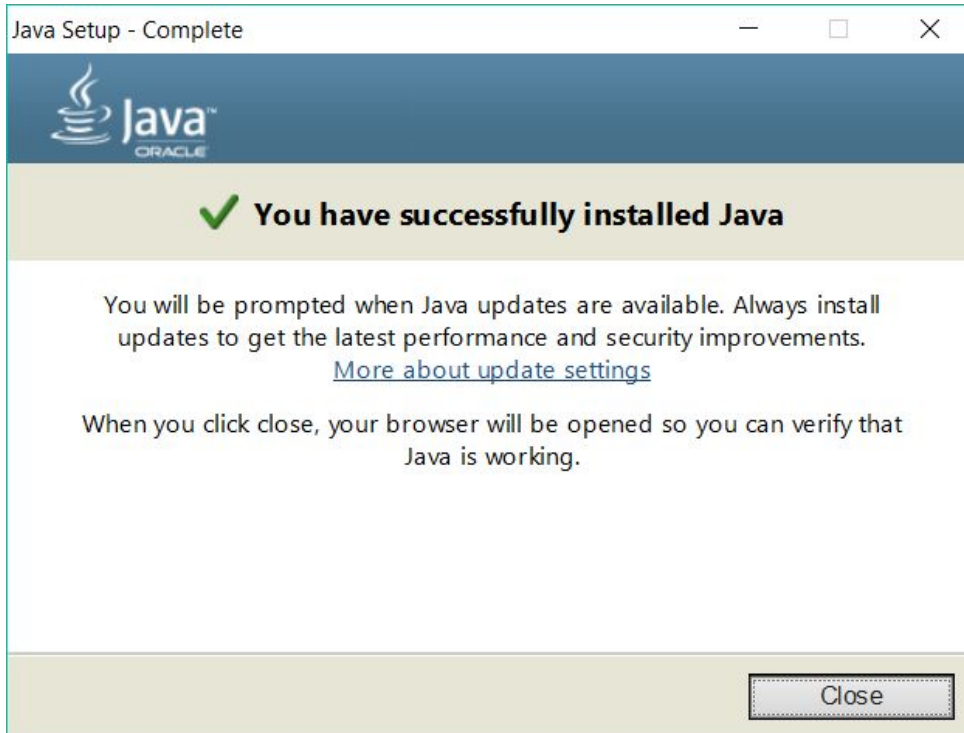 Java Setup - Complete
Java™
ORACLE
You have successfully installed Java
You will be prompted when Java updates are available. Always install
updates to get the latest performance and security improvements.
More about update settings
When you click close, your browser will be opened so you can verify that
Java is working.
Close